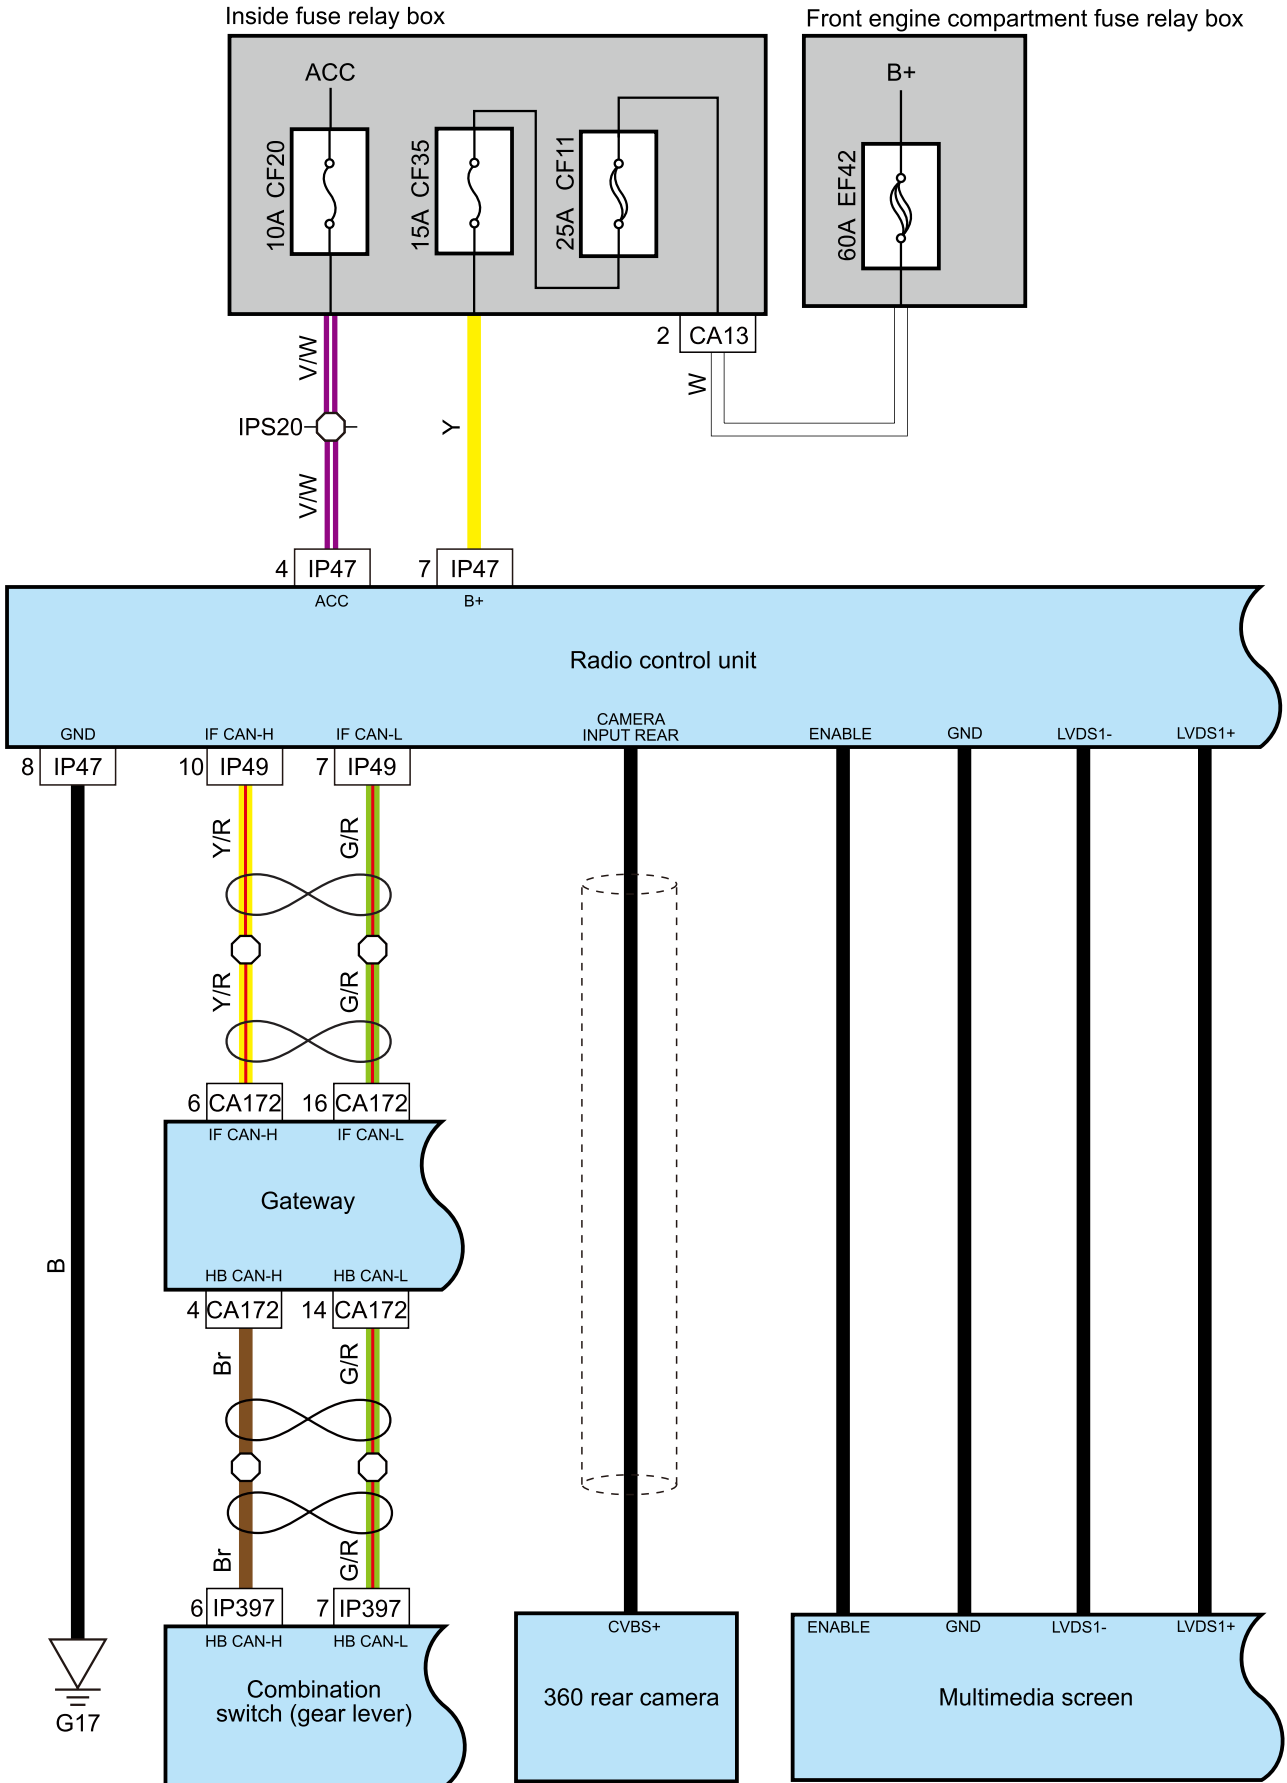 Inside fuse relay box
Front engine compartment fuse relay box
ACC
B+
10A CF20
15A CF35
25A CF11
60A EF42
2 CA13
V/W
W
IPS20
Y
V/W
4 IP47
7 IP47
ACC
B+
Radio control unit
CAMERA
INPUT REAR
GND
IF CAN-H
IF CAN-L
ENABLE
GND
LVDS1-
LVDS1+
8 IP47
10 IP49
7 IP49
Y/R
G/R
Y/R
G/R
6 CA172
16 CA172
IF CAN-H
IF CAN-L
Gateway
B
HB CAN-H
HB CAN-L
4 CA172
14 CA172
Br
G/R
Br
G/R
6 IP397
7 IP397
HB CAN-H
HB CAN-L
CVBS+
ENABLE
GND
LVDS1-
LVDS1+
Combination
switch (gear lever)
360 rear camera
Multimedia screen
G17